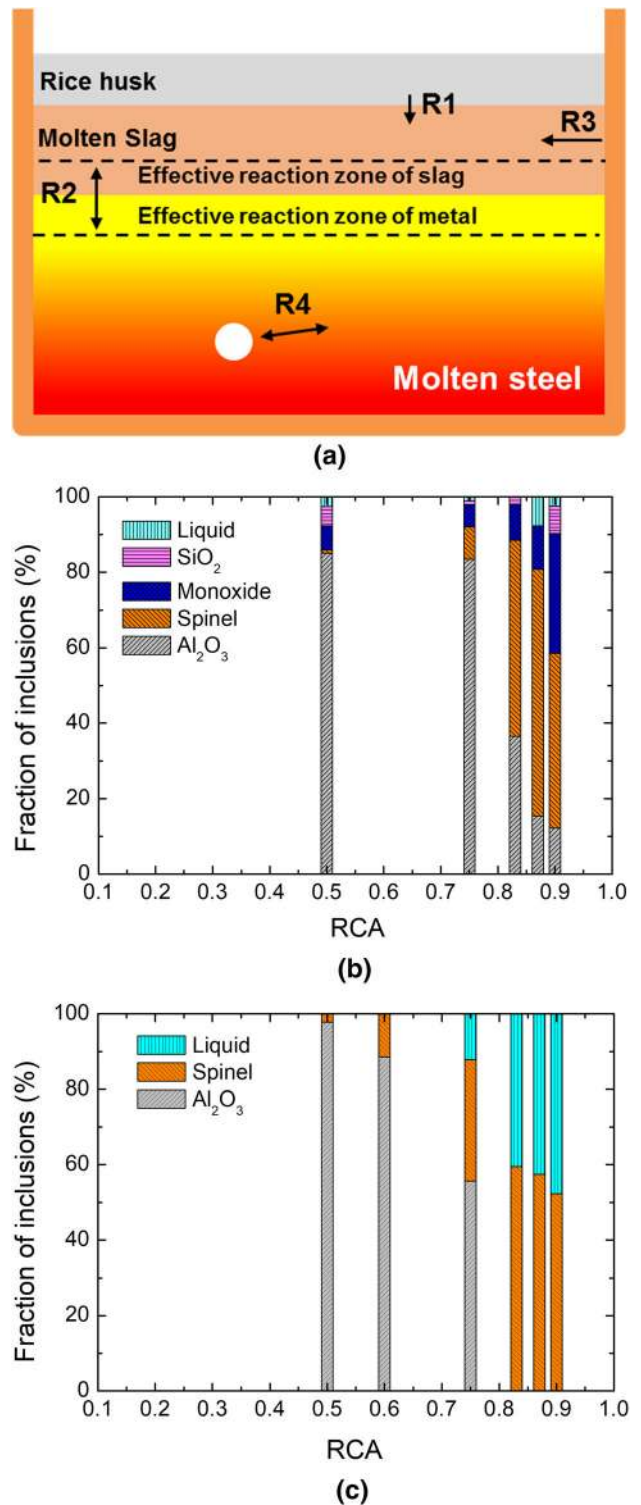 Rice husk
R1
R3
Molten Slag
Effective reaction zone of slag
R2
Effective reaction zone of metal
R4
Molten steel
(a)
Fraction of inclusions (%)
100
80
60
40
20
0
Liquid
SiO₂
Monoxide
Spinel
Al₂O₃
0.1 0.2 0.3 0.4 0.5 0.6 0.7 0.8 0.9 1.0
RCA
(b)
Fraction of inclusions (%)
100
80
60
40
20
0
Liquid
Spinel
Al₂O₃
0.1 0.2 0.3 0.4 0.5 0.6 0.7 0.8 0.9 1.0
RCA
(c)